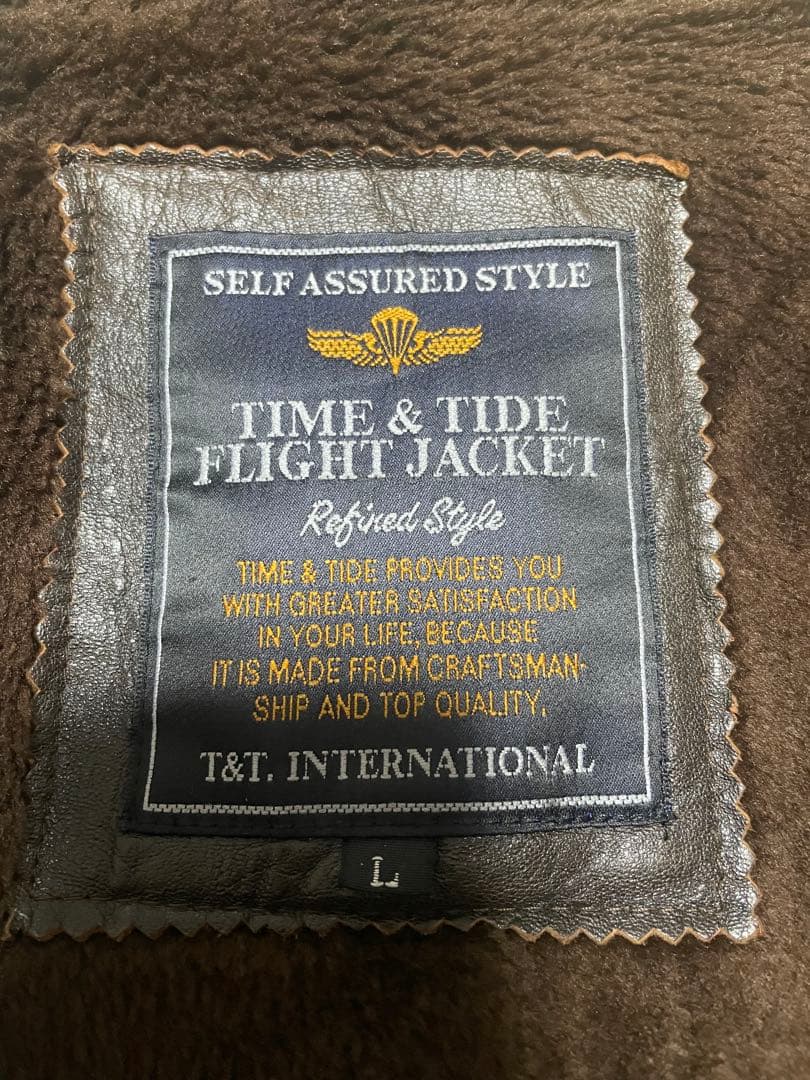 SELF ASSURED STYLE
TIME & TIDE
FLIGHT JACKET
Refined Style
TIME & TIDE PROVIDES YOU
WITH GREATER SATISFACTION
IN YOUR LIFE, BECAUSE
IT IS MADE FROM CRAFTSMAN-
SHIP AND TOP QUALITY.
T&T. INTERNATIONAL
L